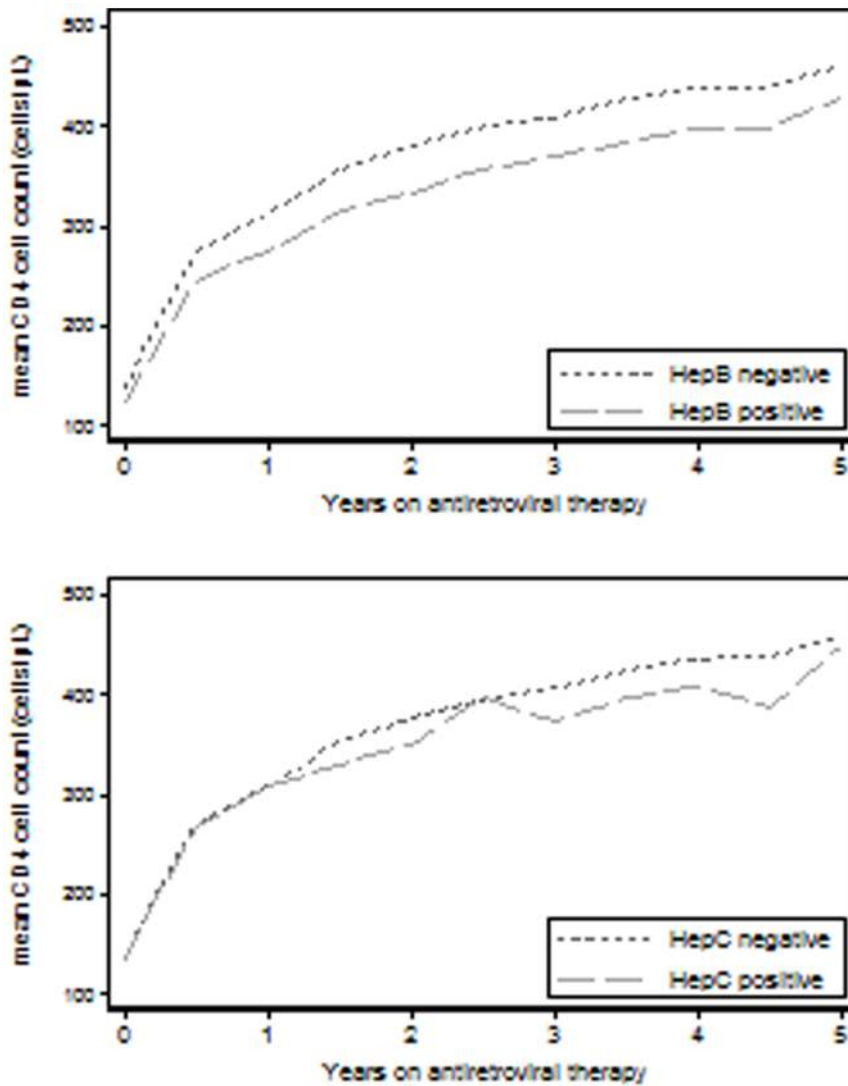 500
400
300
200
100
mean CD4 cell count (cells/µL)
HepB negative
HepB positive
0 1 2 3 4 5
Years on antiretroviral therapy
500
400
300
200
100
mean CD4 cell count (cells/µL)
HepC negative
HepC positive
0 1 2 3 4 5
Years on antiretroviral therapy